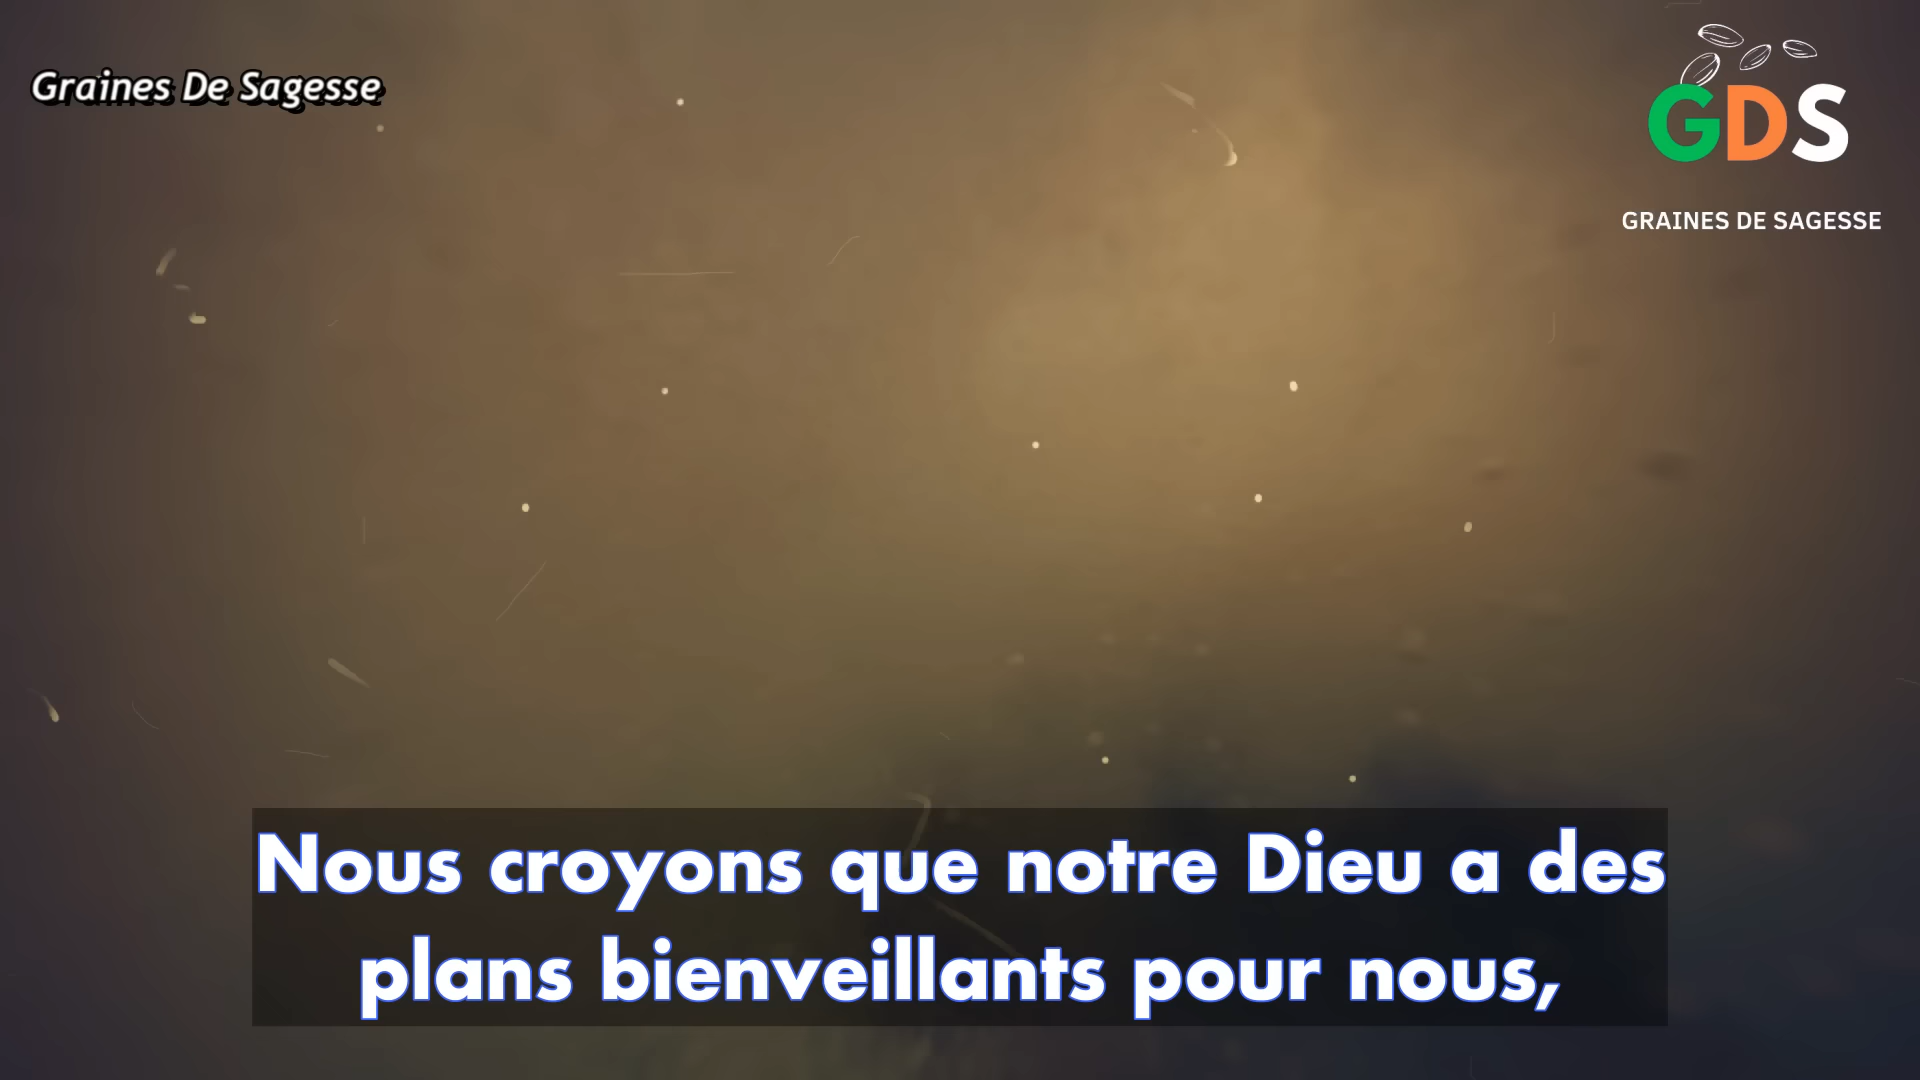 Graines De Sagesse
GDS
GRAINES DE SAGESSE
Nous croyons que notre Dieu a des
plans bienveillants pour nous,